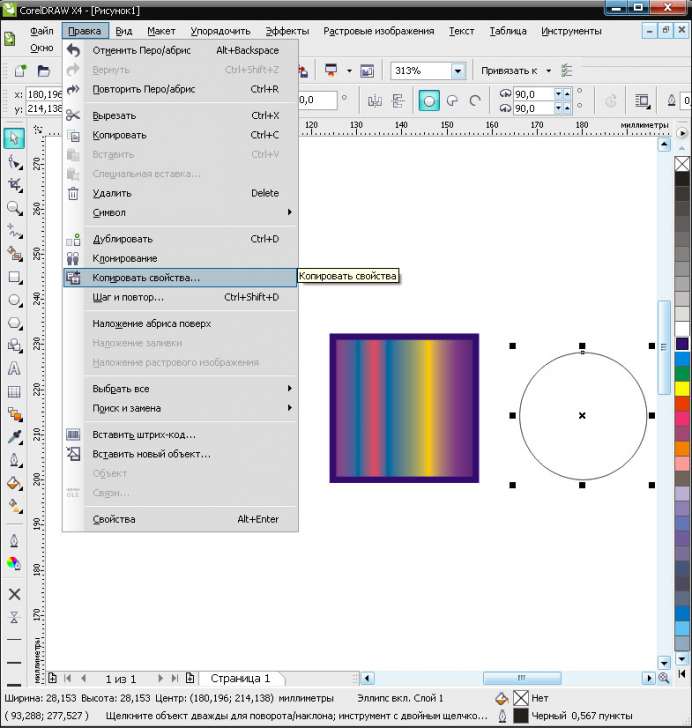 CorelDRAW X4 - [Рисунок1]
Файл Правка Вид Макет Упорядочить Эффекты Растровые изображения Текст Таблица Инструменты
Окно
313% Привязать к
x: 180,196
y: 214,138
0,0 °
90,0 °
90,0 °
120 130 140 150 160 170 180 190 миллиметры
Отменить Перо/абрис Alt+Backspace
Вернуть Ctrl+Shift+Z
Повторить Перо/абрис Ctrl+R
Вырезать Ctrl+X
Копировать Ctrl+C
Вставить Ctrl+V
Специальная вставка...
Удалить Delete
Символ
Дублировать Ctrl+D
Клонирование
Копировать свойства... Копировать свойства
Шаг и повтор... Ctrl+Shift+D
Наложение абриса поверх
Наложение заливки
Наложение растрового изображения
Выбрать все
Поиск и замена
Вставить штрих-код...
Вставить новый объект...
Объект
Связи...
Свойства Alt+Enter
270
260
250
240
230
220
210
200
190
180
170
миллиметры
1 из 1 Страница 1
Ширина: 28,153 Высота: 28,153 Центр: (180,196; 214,138) миллиметры Эллипс вкл. Слой 1 Нет
( 93,288; 277,527 ) Щелкните объект дважды для поворота/наклона; инструмент с двойным щелчко... Черный 0,567 пункты